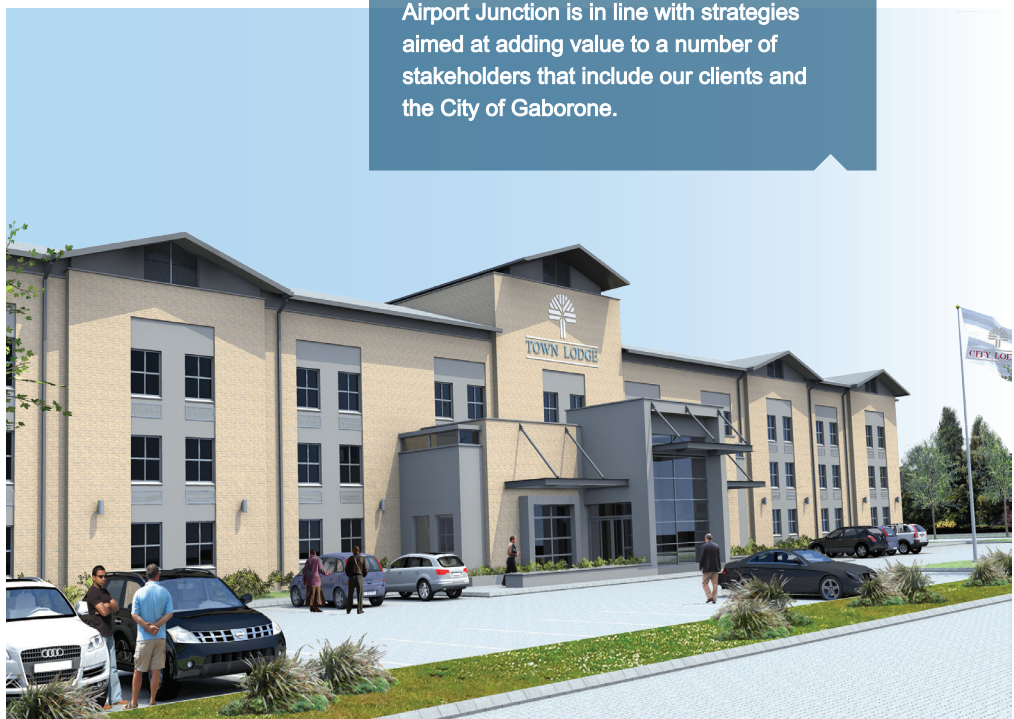 Airport Junction is in line with strategies
aimed at adding value to a number of
stakeholders that include our clients and
the City of Gaborone.
TOWN LODGE
CITY